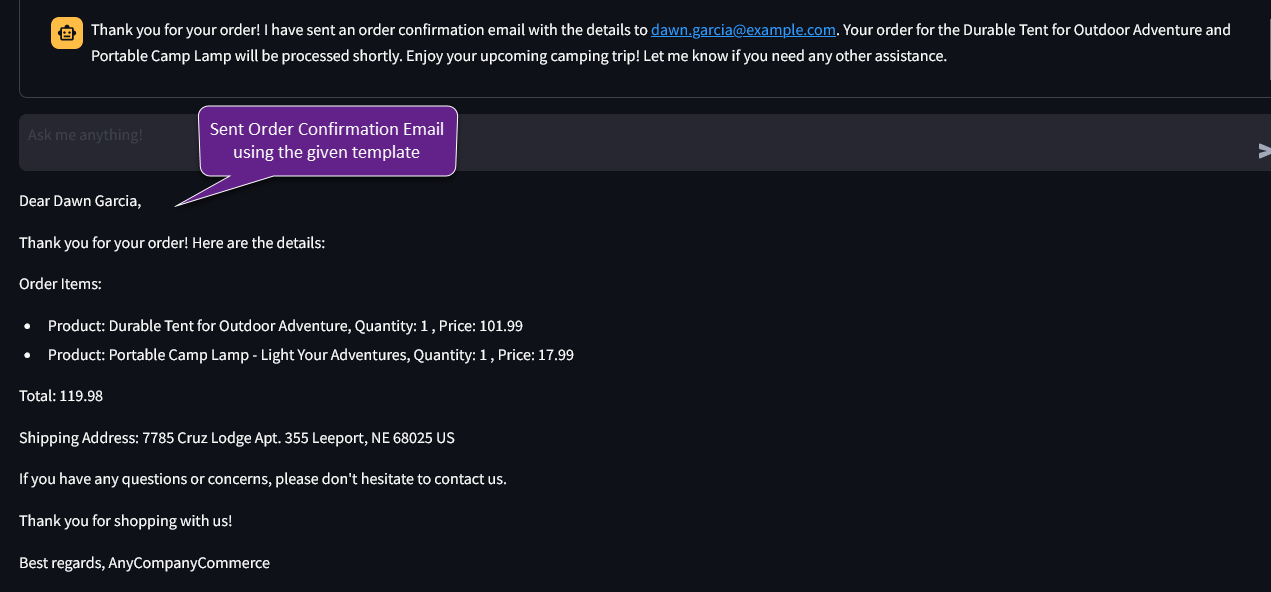 Thank you for your order! I have sent an order confirmation email with the details to dawn.garcia@example.com. Your order for the Durable Tent for Outdoor Adventure and
Portable Camp Lamp will be processed shortly. Enjoy your upcoming camping trip! Let me know if you need any other assistance.
Ask me anything!
Sent Order Confirmation Email
using the given template
Dear Dawn Garcia,
Thank you for your order! Here are the details:
Order Items:
• Product: Durable Tent for Outdoor Adventure, Quantity: 1 , Price: 101.99
• Product: Portable Camp Lamp - Light Your Adventures, Quantity: 1 , Price: 17.99
Total: 119.98
Shipping Address: 7785 Cruz Lodge Apt. 355 Leeport, NE 68025 US
If you have any questions or concerns, please don't hesitate to contact us.
Thank you for shopping with us!
Best regards, AnyCompanyCommerce